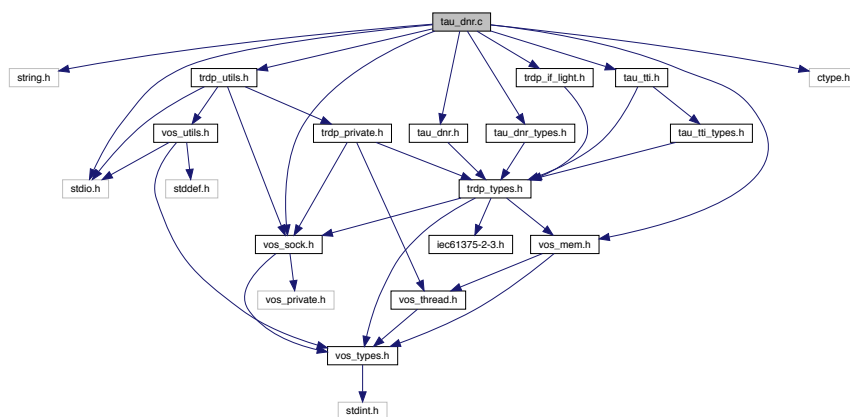 tau_dnr.c
string.h
trdp_utils.h
trdp_if_light.h
tau_tti.h
ctype.h
vos_utils.h
trdp_private.h
tau_dnr.h
tau_dnr_types.h
tau_tti_types.h
stdio.h
stddef.h
trdp_types.h
vos_sock.h
iec61375-2-3.h
vos_mem.h
vos_private.h
vos_thread.h
vos_types.h
stdint.h